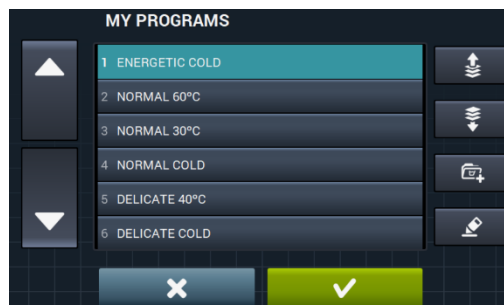 MY PROGRAMS
1 ENERGETIC COLD
2 NORMAL 60ºC
3 NORMAL 30ºC
4 NORMAL COLD
5 DELICATE 40ºC
6 DELICATE COLD